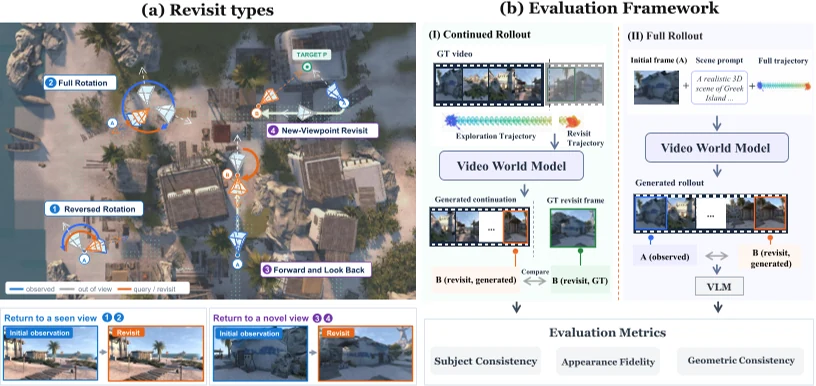 (a) Revisit types
(b) Evaluation Framework
TARGET P
2 Full Rotation
A
B
A
4 New-Viewpoint Revisit
B
1 Reversed Rotation
A
B
A
3 Forward and Look Back
observed
out of view
query / revisit
Return to a seen view 1 2
Initial observation
Revisit
Return to a novel view 3 4
Initial observation
Revisit
(I) Continued Rollout
GT video
Exploration Trajectory
Revisit
Trajectory
Video World Model
Generated continuation
GT revisit frame
...
B (revisit, generated)
Compare
B (revisit, GT)
(II) Full Rollout
Initial frame (A)
Scene prompt
Full trajectory
+
A realistic 3D
scene of Greek
Island ...
+
Video World Model
Generated rollout
...
A (observed)
B (revisit,
generated)
VLM
Evaluation Metrics
Subject Consistency
Appearance Fidelity
Geometric Consistency